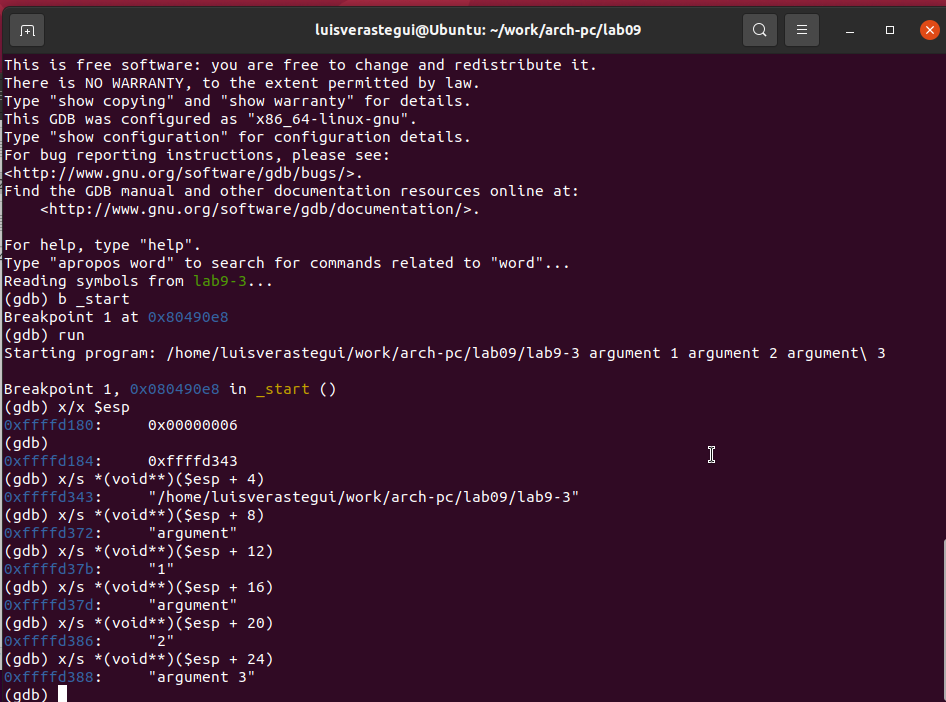 luisverastegui@Ubuntu: ~/work/arch-pc/lab09
This is free software: you are free to change and redistribute it.
There is NO WARRANTY, to the extent permitted by law.
Type "show copying" and "show warranty" for details.
This GDB was configured as "x86_64-linux-gnu".
Type "show configuration" for configuration details.
For bug reporting instructions, please see:
<http://www.gnu.org/software/gdb/bugs/>.
Find the GDB manual and other documentation resources online at:
    <http://www.gnu.org/software/gdb/documentation/>.
For help, type "help".
Type "apropos word" to search for commands related to "word"...
Reading symbols from lab9-3...
(gdb) b _start
Breakpoint 1 at 0x80490e8
(gdb) run
Starting program: /home/luisverastegui/work/arch-pc/lab09/lab9-3 argument 1 argument 2 argument\ 3
Breakpoint 1, 0x080490e8 in _start ()
(gdb) x/x $esp
0xffffd180:     0x00000006
(gdb)
0xffffd184:     0xffffd343
(gdb) x/s *(void**)($esp + 4)
0xffffd343:     "/home/luisverastegui/work/arch-pc/lab09/lab9-3"
(gdb) x/s *(void**)($esp + 8)
0xffffd372:     "argument"
(gdb) x/s *(void**)($esp + 12)
0xffffd37b:     "1"
(gdb) x/s *(void**)($esp + 16)
0xffffd37d:     "argument"
(gdb) x/s *(void**)($esp + 20)
0xffffd386:     "2"
(gdb) x/s *(void**)($esp + 24)
0xffffd388:     "argument 3"
(gdb)